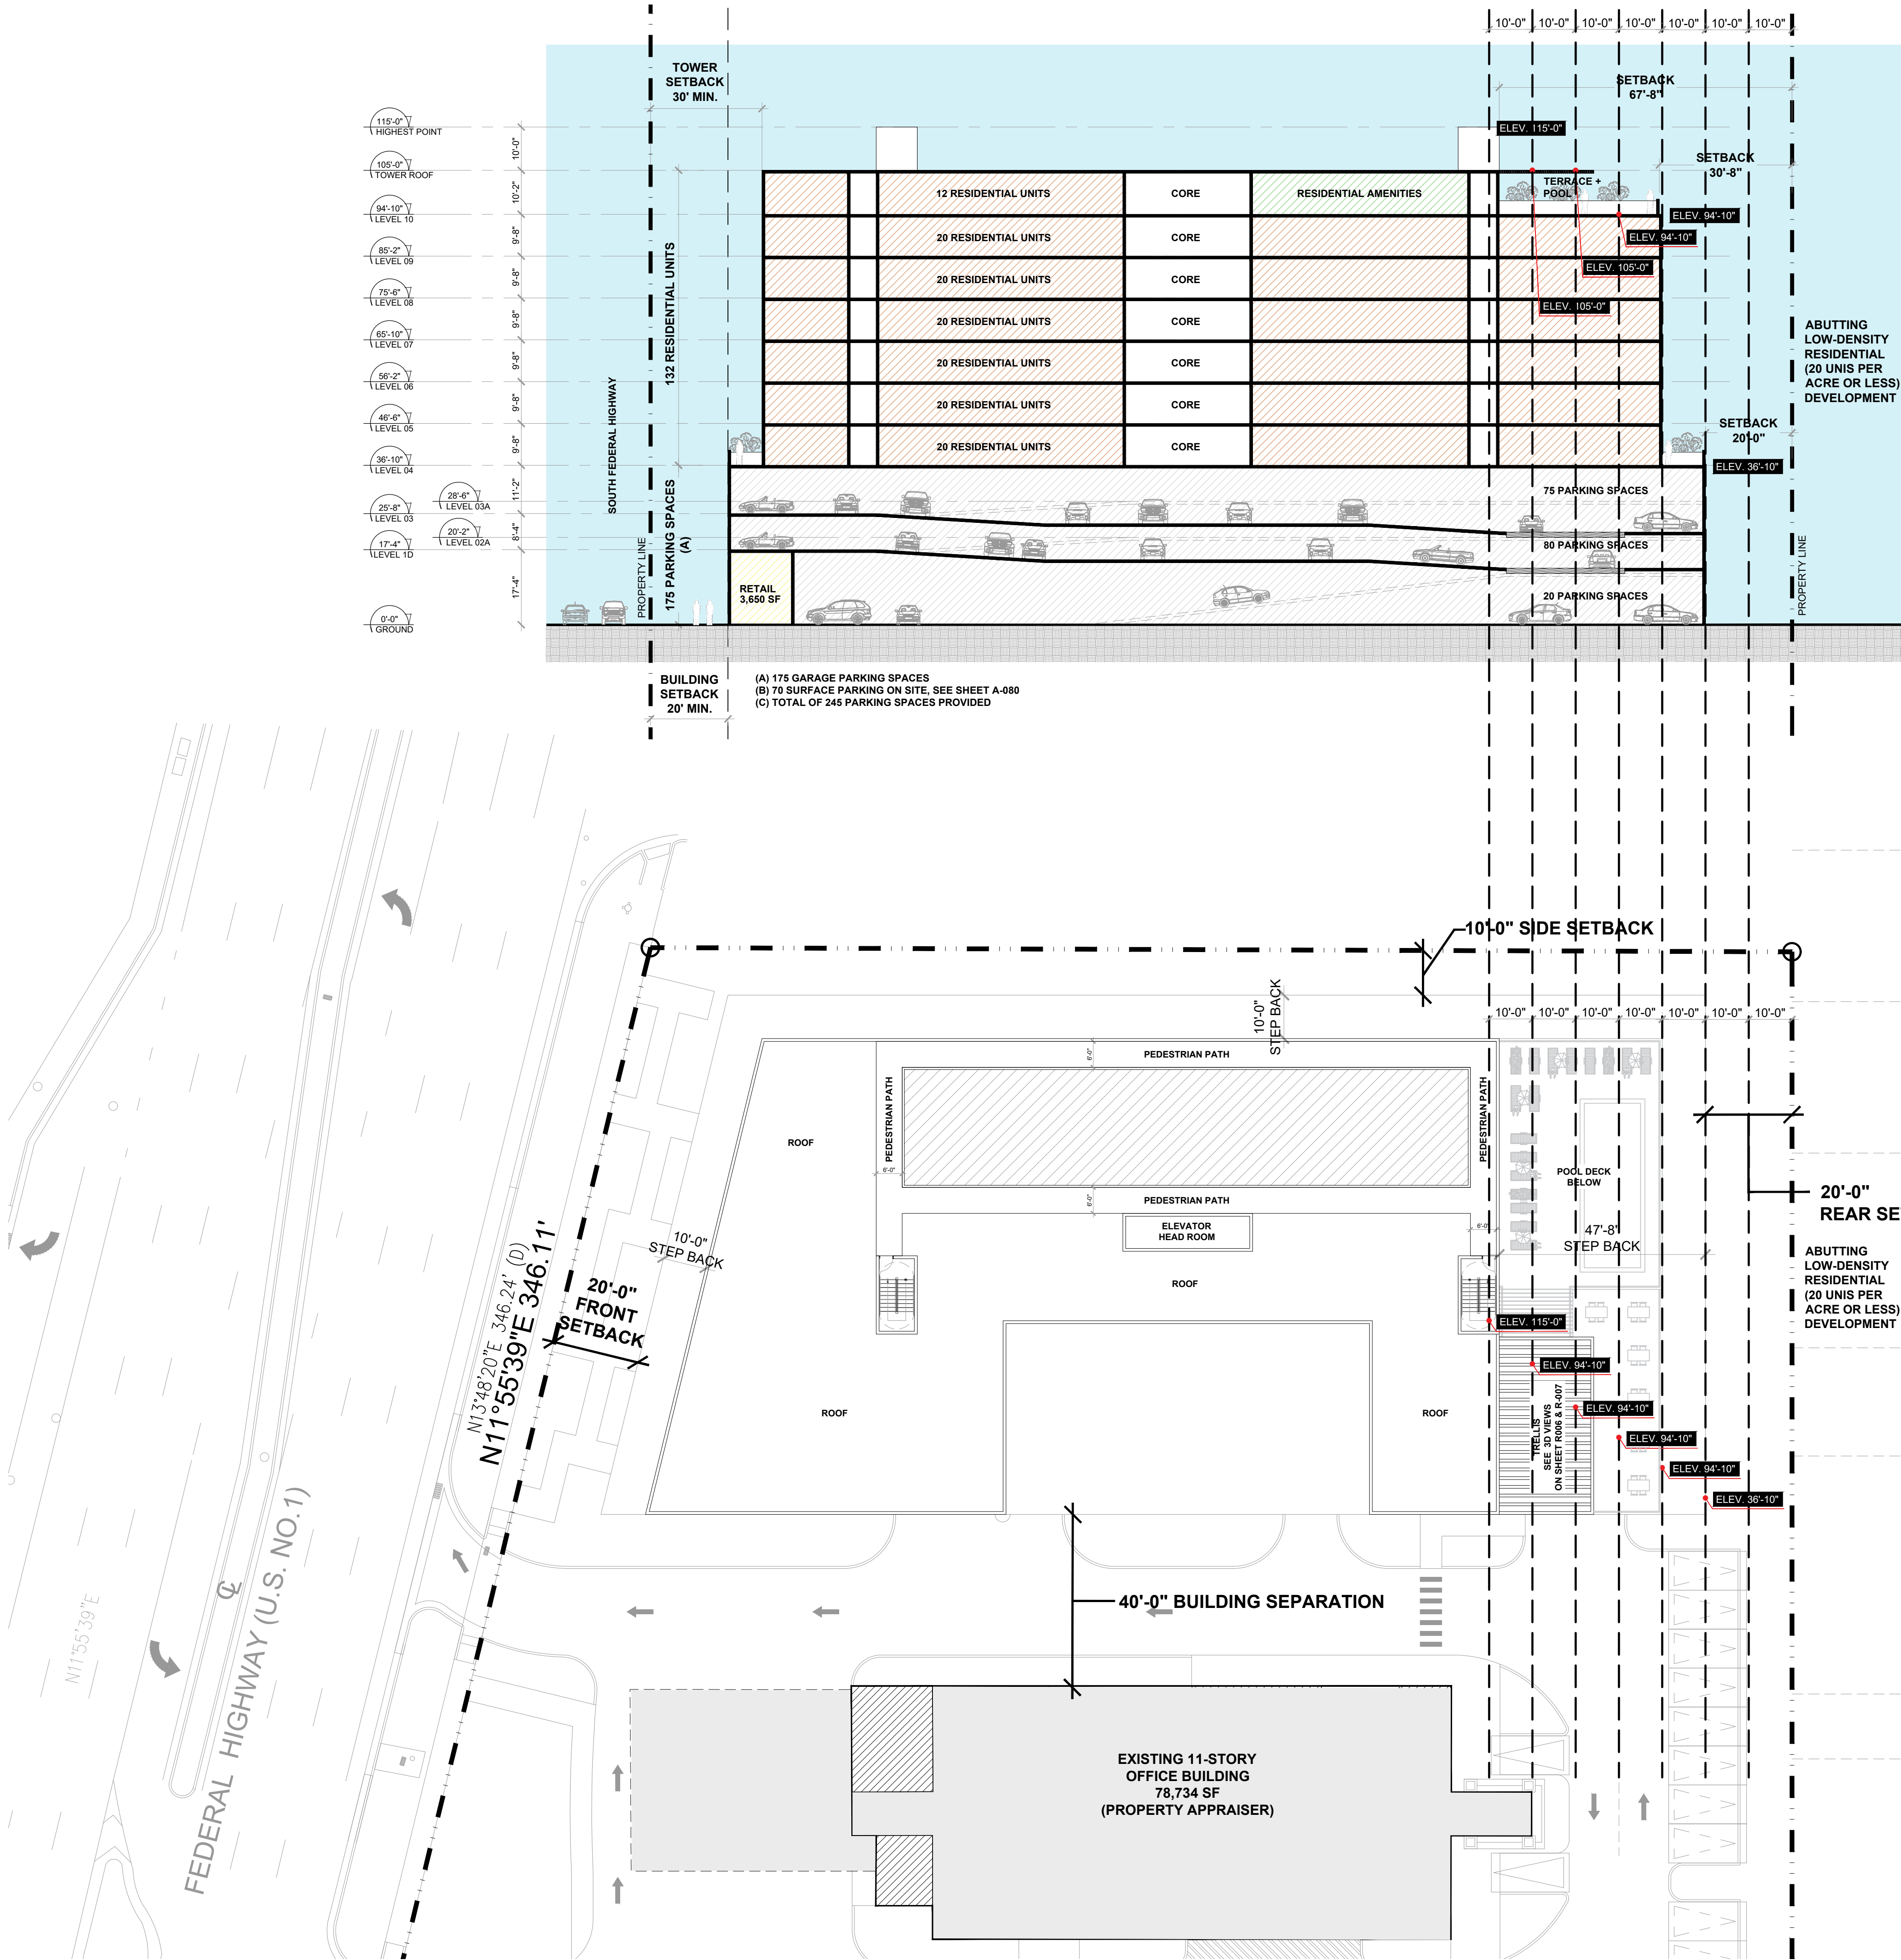 10'-0" 10'-0" 10'-0" 10'-0" 10'-0" 10'-0" 10'-0"
TOWER
SETBACK
30' MIN.
SETBACK
67'-8"
115'-0"
HIGHEST POINT
ELEV. 115'-0"
10'-0"
SETBACK
30'-8"
105'-0"
TOWER ROOF
10'-2"
12 RESIDENTIAL UNITS
CORE
RESIDENTIAL AMENITIES
TERRACE +
POOL
94'-10"
LEVEL 10
ELEV. 94'-10"
9'-8"
20 RESIDENTIAL UNITS
CORE
ELEV. 94'-10"
85'-2"
LEVEL 09
9'-8"
20 RESIDENTIAL UNITS
CORE
ELEV. 105'-0"
75'-6"
LEVEL 08
ELEV. 105'-0"
9'-8"
20 RESIDENTIAL UNITS
CORE
65'-10"
LEVEL 07
9'-8"
20 RESIDENTIAL UNITS
CORE
56'-2"
LEVEL 06
9'-8"
20 RESIDENTIAL UNITS
CORE
46'-6"
LEVEL 05
9'-8"
20 RESIDENTIAL UNITS
CORE
36'-10"
LEVEL 04
132 RESIDENTIAL UNITS
SOUTH FEDERAL HIGHWAY
ABUTTING
LOW-DENSITY
RESIDENTIAL
(20 UNIS PER
ACRE OR LESS)
DEVELOPMENT
SETBACK
20'-0"
ELEV. 36'-10"
11'-2"
28'-6"
LEVEL 03A
25'-8"
LEVEL 03
75 PARKING SPACES
8'-4"
20'-2"
LEVEL 02A
17'-4"
LEVEL 1D
80 PARKING SPACES
17'-4"
175 PARKING SPACES
(A)
PROPERTY LINE
RETAIL
3,650 SF
20 PARKING SPACES
PROPERTY LINE
0'-0"
GROUND
BUILDING
SETBACK
20' MIN.
(A) 175 GARAGE PARKING SPACES
(B) 70 SURFACE PARKING ON SITE, SEE SHEET A-080
(C) TOTAL OF 245 PARKING SPACES PROVIDED
10'-0" SIDE SETBACK
10'-0"
STEP BACK
10'-0" 10'-0" 10'-0" 10'-0" 10'-0" 10'-0" 10'-0"
6'-0"
PEDESTRIAN PATH
PEDESTRIAN PATH
PEDESTRIAN PATH
ROOF
6'-0"
6'-0"
PEDESTRIAN PATH
POOL DECK
BELOW
20'-0"
REAR SE
ELEVATOR
HEAD ROOM
6'-0"
47'-8"
STEP BACK
10'-0"
STEP BACK
ABUTTING
LOW-DENSITY
RESIDENTIAL
(20 UNIS PER
ACRE OR LESS)
DEVELOPMENT
ROOF
20'-0"
FRONT
SETBACK
N13°48'20"E 346.24' (D)
N11°55'39"E 346.11'
ELEV. 115'-0"
ELEV. 94'-10"
ROOF
ROOF
TRELLIS
SEE 3D VIEWS
ON SHEET R006 & R-007
ELEV. 94'-10"
ELEV. 94'-10"
ELEV. 94'-10"
ELEV. 36'-10"
40'-0" BUILDING SEPARATION
CL
N11°55'39"E
FEDERAL HIGHWAY (U.S. NO. 1)
EXISTING 11-STORY
OFFICE BUILDING
78,734 SF
(PROPERTY APPRAISER)